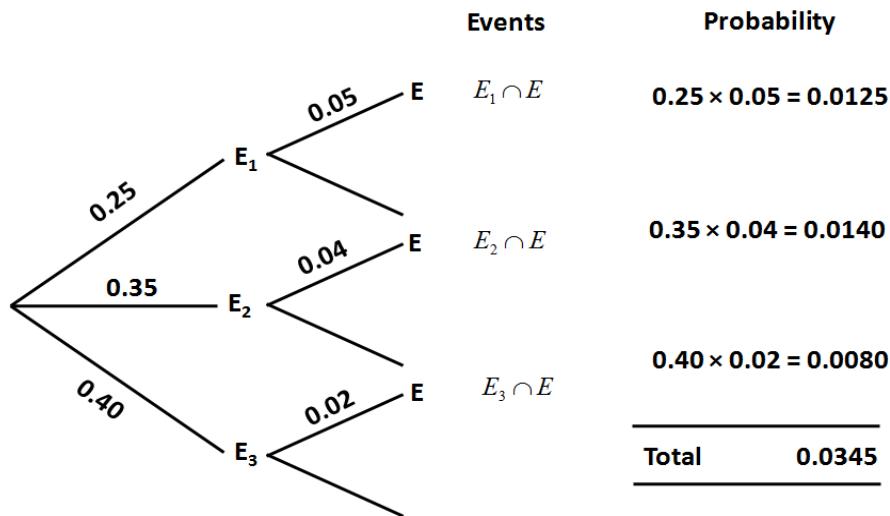 Events Probability
0.05 E E₁ ∩ E 0.25 × 0.05 = 0.0125
E₁
0.25
0.35 × 0.04 = 0.0140
0.04 E E₂ ∩ E
0.35 E₂
0.40 × 0.02 = 0.0080
0.40 0.02 E E₃ ∩ E
E₃ Total 0.0345